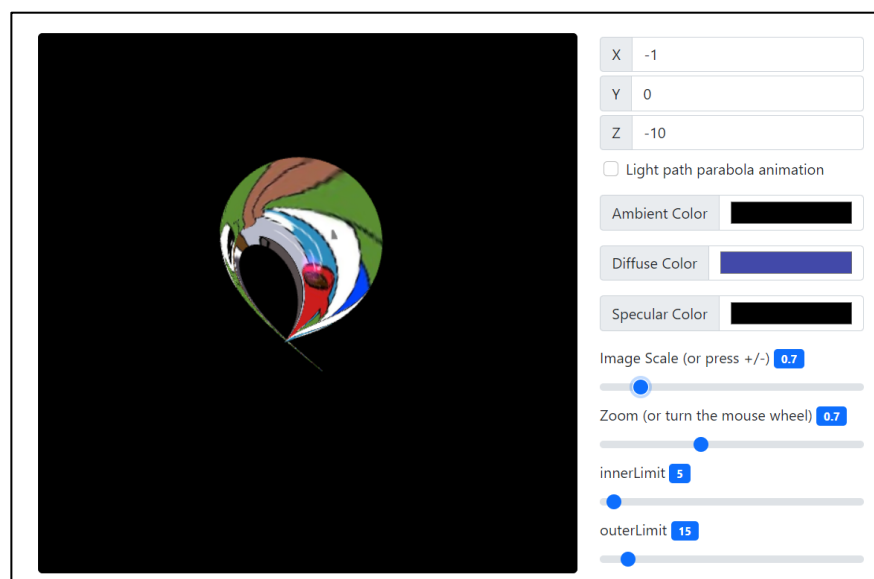 X -1
Y 0
Z -10
Light path parabola animation
Ambient Color
Diffuse Color
Specular Color
Image Scale (or press +/-) 0.7
Zoom (or turn the mouse wheel) 0.7
innerLimit 5
outerLimit 15